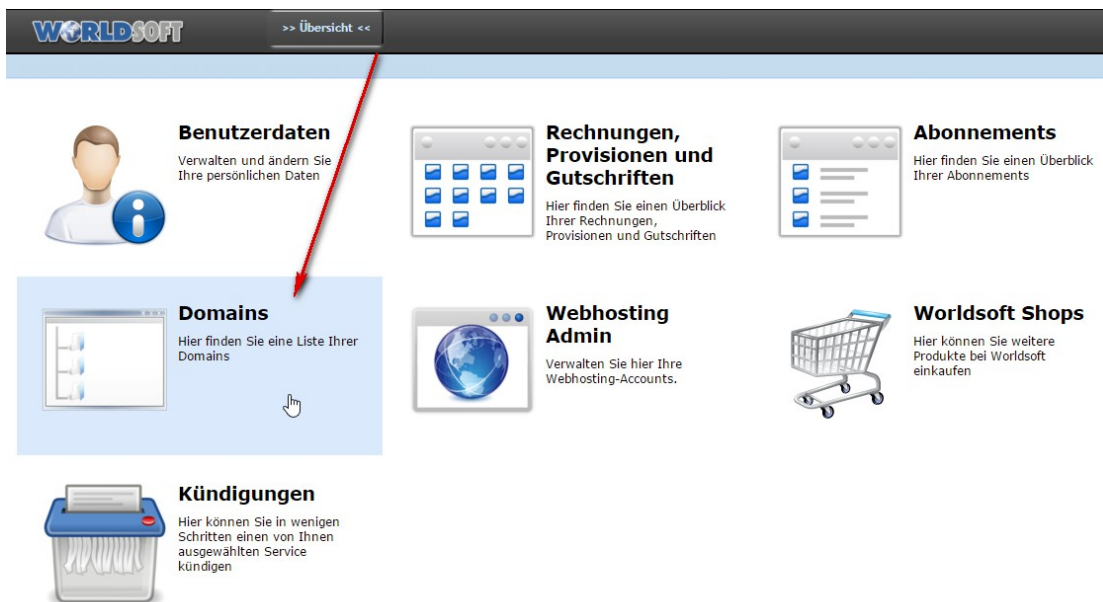 WORLDSOFT
>> Übersicht <<
Benutzerdaten
Verwalten und ändern Sie
Ihre persönlichen Daten
Rechnungen,
Provisionen und
Gutschriften
Hier finden Sie einen Überblick
Ihrer Rechnungen,
Provisionen und Gutschriften
Abonnements
Hier finden Sie einen Überblick
Ihrer Abonnements
Domains
Hier finden Sie eine Liste Ihrer
Domains
Webhosting
Admin
Verwalten Sie hier Ihre
Webhosting-Accounts.
Worldsoft Shops
Hier können Sie weitere
Produkte bei Worldsoft
einkaufen
Kündigungen
Hier können Sie in wenigen
Schritten einen von Ihnen
ausgewählten Service
kündigen